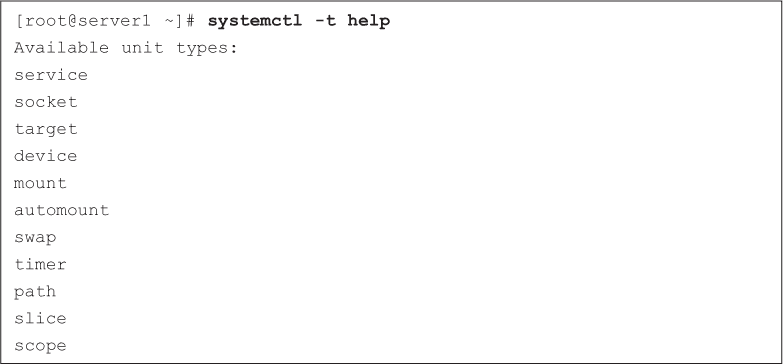 [root@server1 ~]# systemctl -t help
Available unit types:
service
socket
target
device
mount
automount
swap
timer
path
slice
scope